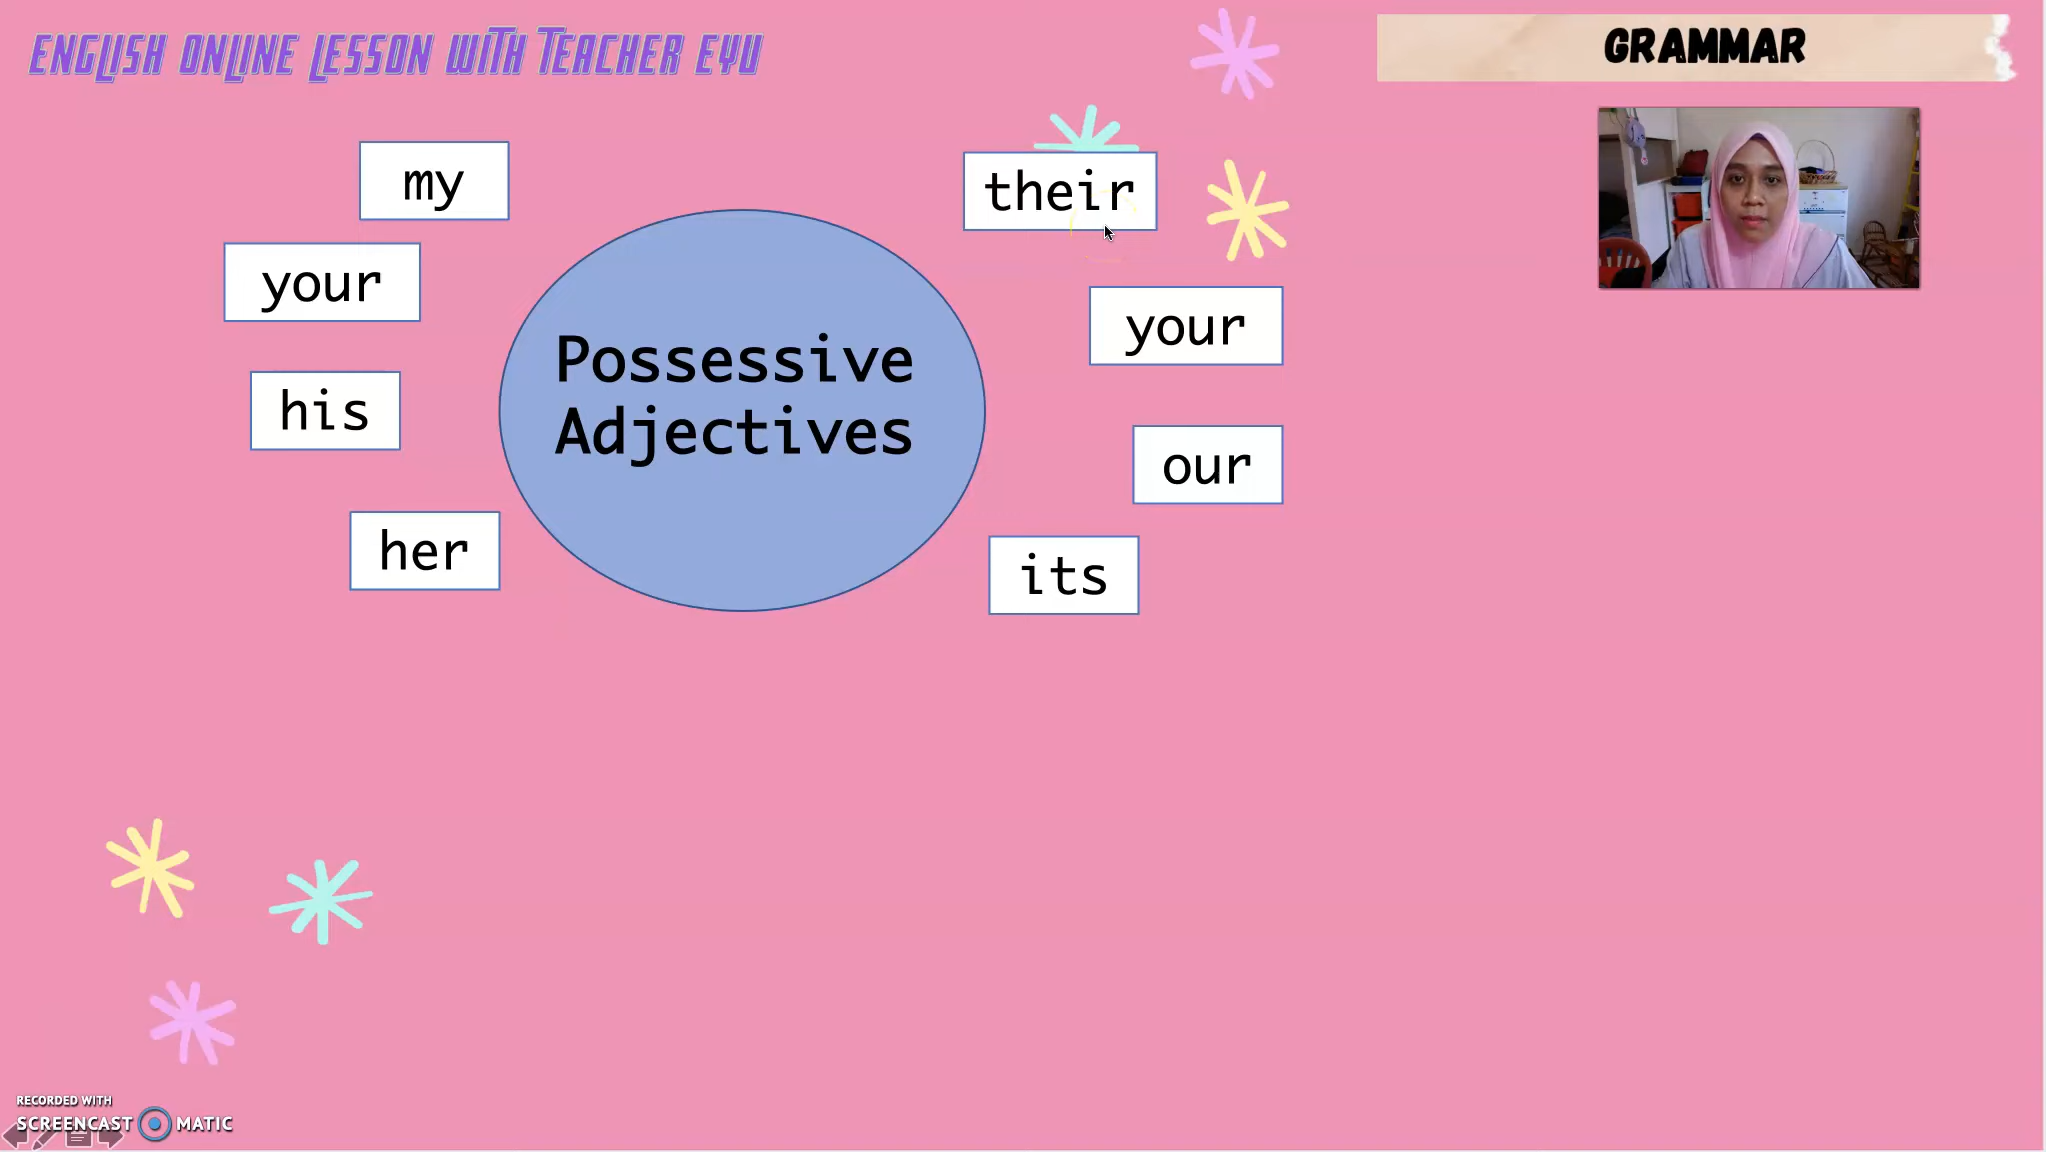 ENGLISH ONLINE LESSON WITH TEACHER EYU
GRAMMAR
my
their
your
your
Possessive
Adjectives
his
our
her
its
RECORDED WITH
SCREENCAST MATIC